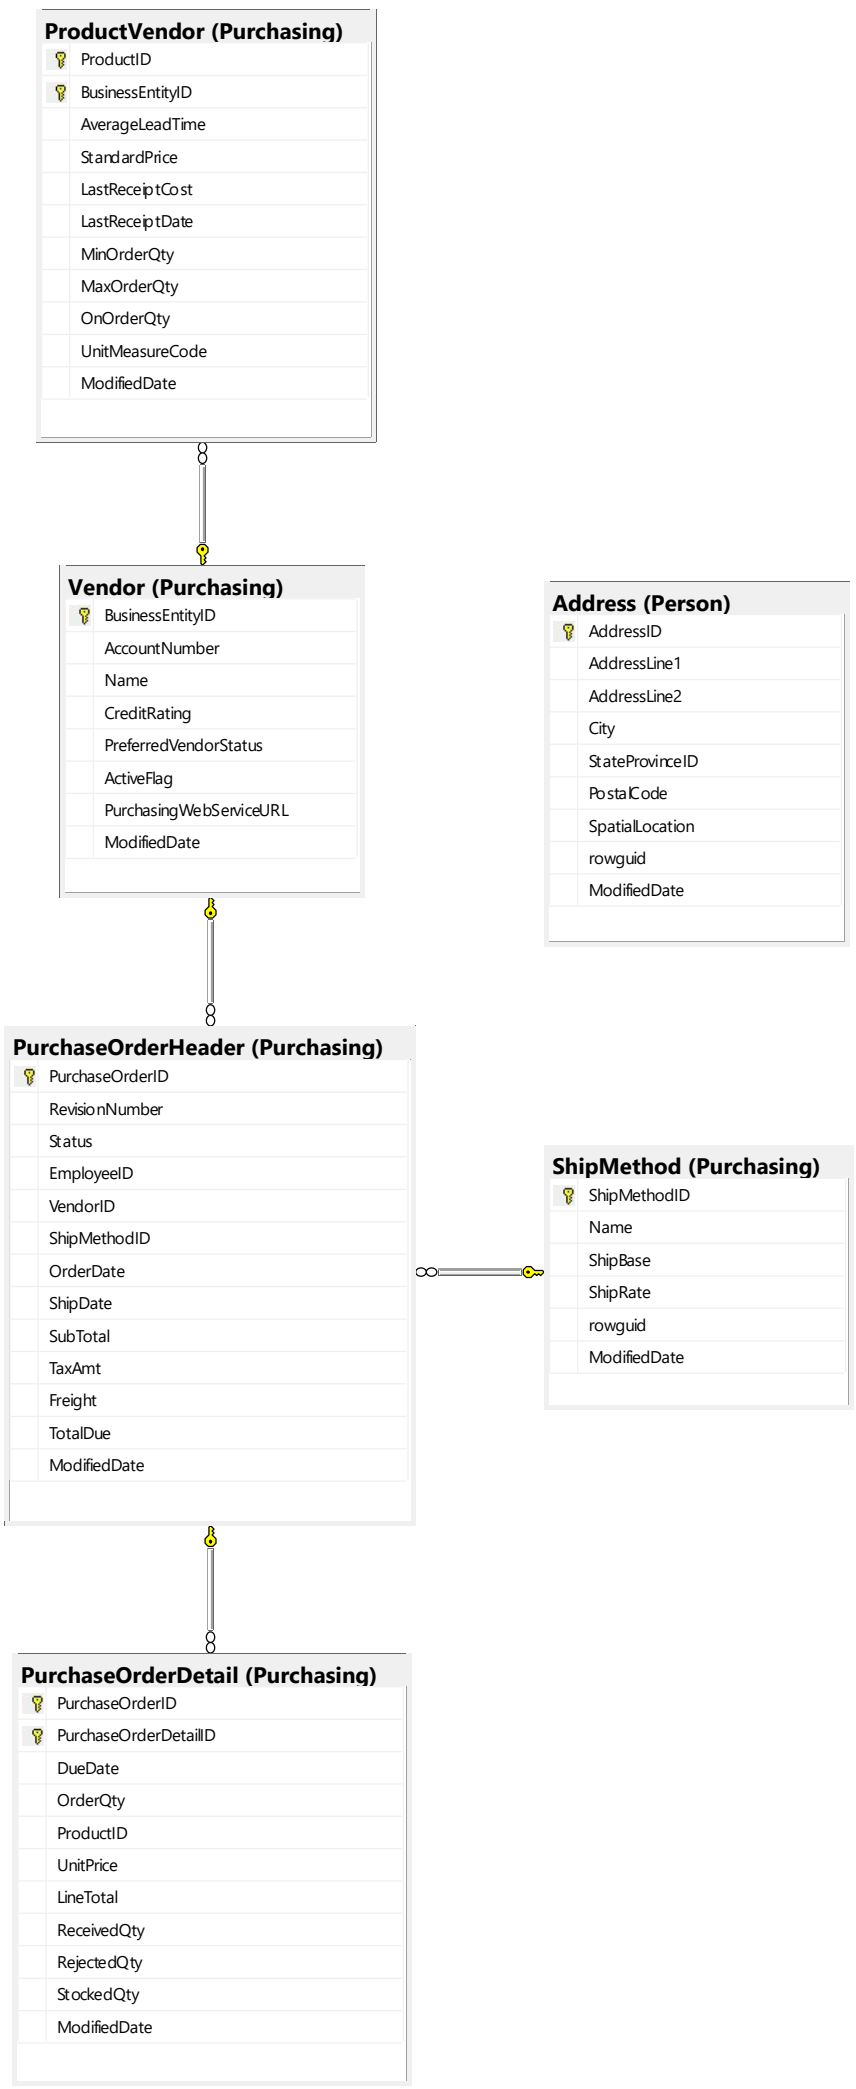 ProductVendor (Purchasing)
ProductID
BusinessEntityID
AverageLeadTime
StandardPrice
LastReceiptCost
LastReceiptDate
MinOrderQty
MaxOrderQty
OnOrderQty
UnitMeasureCode
ModifiedDate
Vendor (Purchasing)
BusinessEntityID
AccountNumber
Name
CreditRating
PreferredVendorStatus
ActiveFlag
PurchasingWebServiceURL
ModifiedDate
Address (Person)
AddressID
AddressLine1
AddressLine2
City
StateProvinceID
PostalCode
SpatialLocation
rowguid
ModifiedDate
PurchaseOrderHeader (Purchasing)
PurchaseOrderID
RevisionNumber
Status
EmployeeID
VendorID
ShipMethodID
OrderDate
ShipDate
SubTotal
TaxAmt
Freight
TotalDue
ModifiedDate
ShipMethod (Purchasing)
ShipMethodID
Name
ShipBase
ShipRate
rowguid
ModifiedDate
PurchaseOrderDetail (Purchasing)
PurchaseOrderID
PurchaseOrderDetailID
DueDate
OrderQty
ProductID
UnitPrice
LineTotal
ReceivedQty
RejectedQty
StockedQty
ModifiedDate